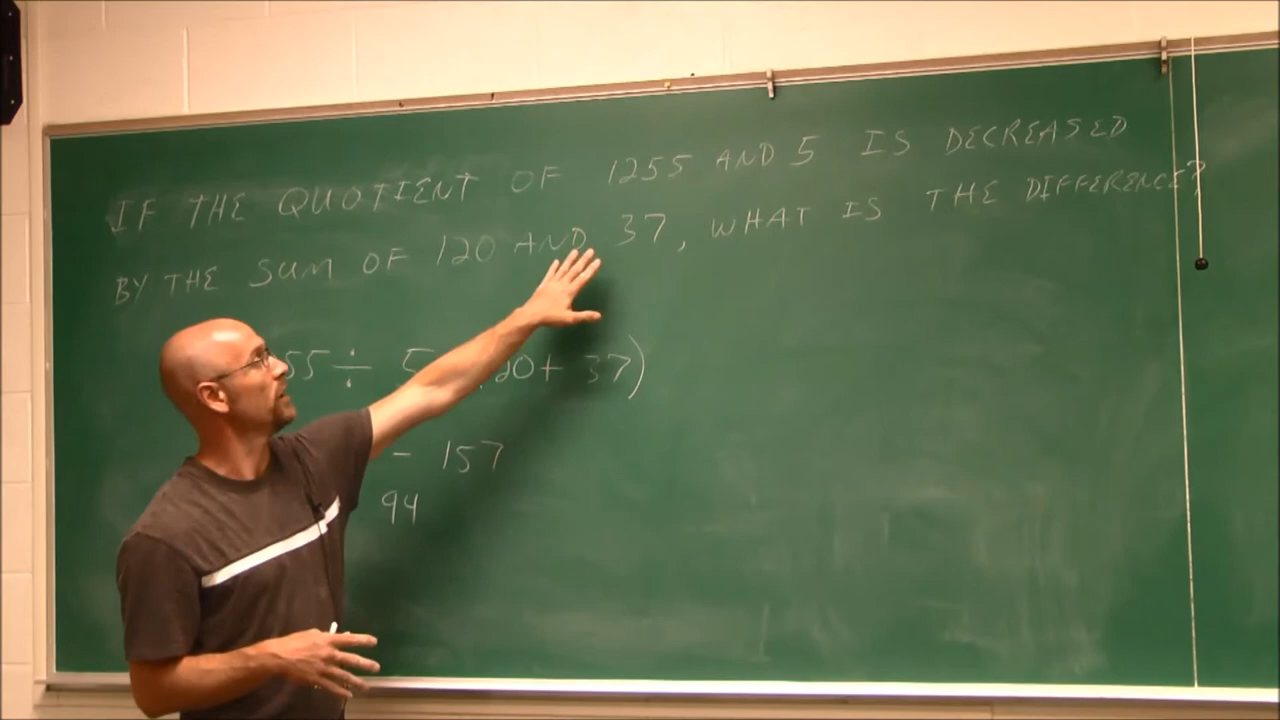 IF THE QUOTIENT OF 1255 AND 5 IS DECREASED
BY THE SUM OF 120 AND 37, WHAT IS THE DIFFERENCE?
55 ÷ 5 20 + 37)
- 157
94